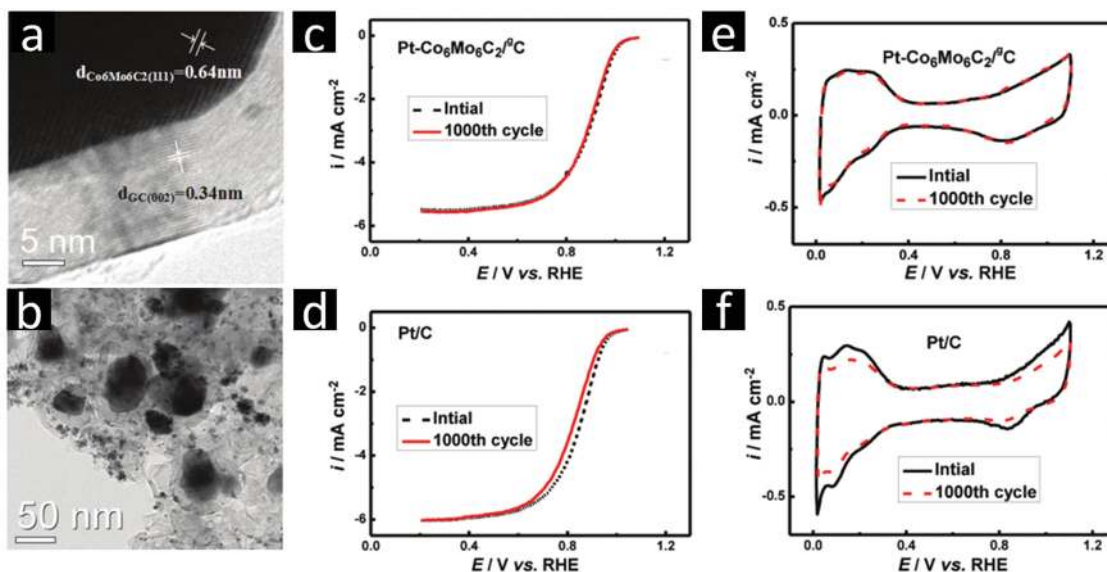 a
d_Co6Mo6C2(111)=0.64nm
d_GC(002)=0.34nm
5 nm
b
50 nm
c
Pt-Co₆Mo₆C₂/ᵍC
Intial
1000th cycle
i / mA cm⁻²
0
-2
-4
-6
0.0 0.4 0.8 1.2
E / V vs. RHE
d
Pt/C
Intial
1000th cycle
i / mA cm⁻²
0
-2
-4
-6
0.0 0.4 0.8 1.2
E / V vs. RHE
e
Pt-Co₆Mo₆C₂/ᵍC
Intial
1000th cycle
i / mA cm⁻²
0.5
0.0
-0.5
0.0 0.4 0.8 1.2
E / V vs. RHE
f
Pt/C
Intial
1000th cycle
i / mA cm⁻²
0.5
0.0
-0.5
0.0 0.4 0.8 1.2
E / V vs. RHE